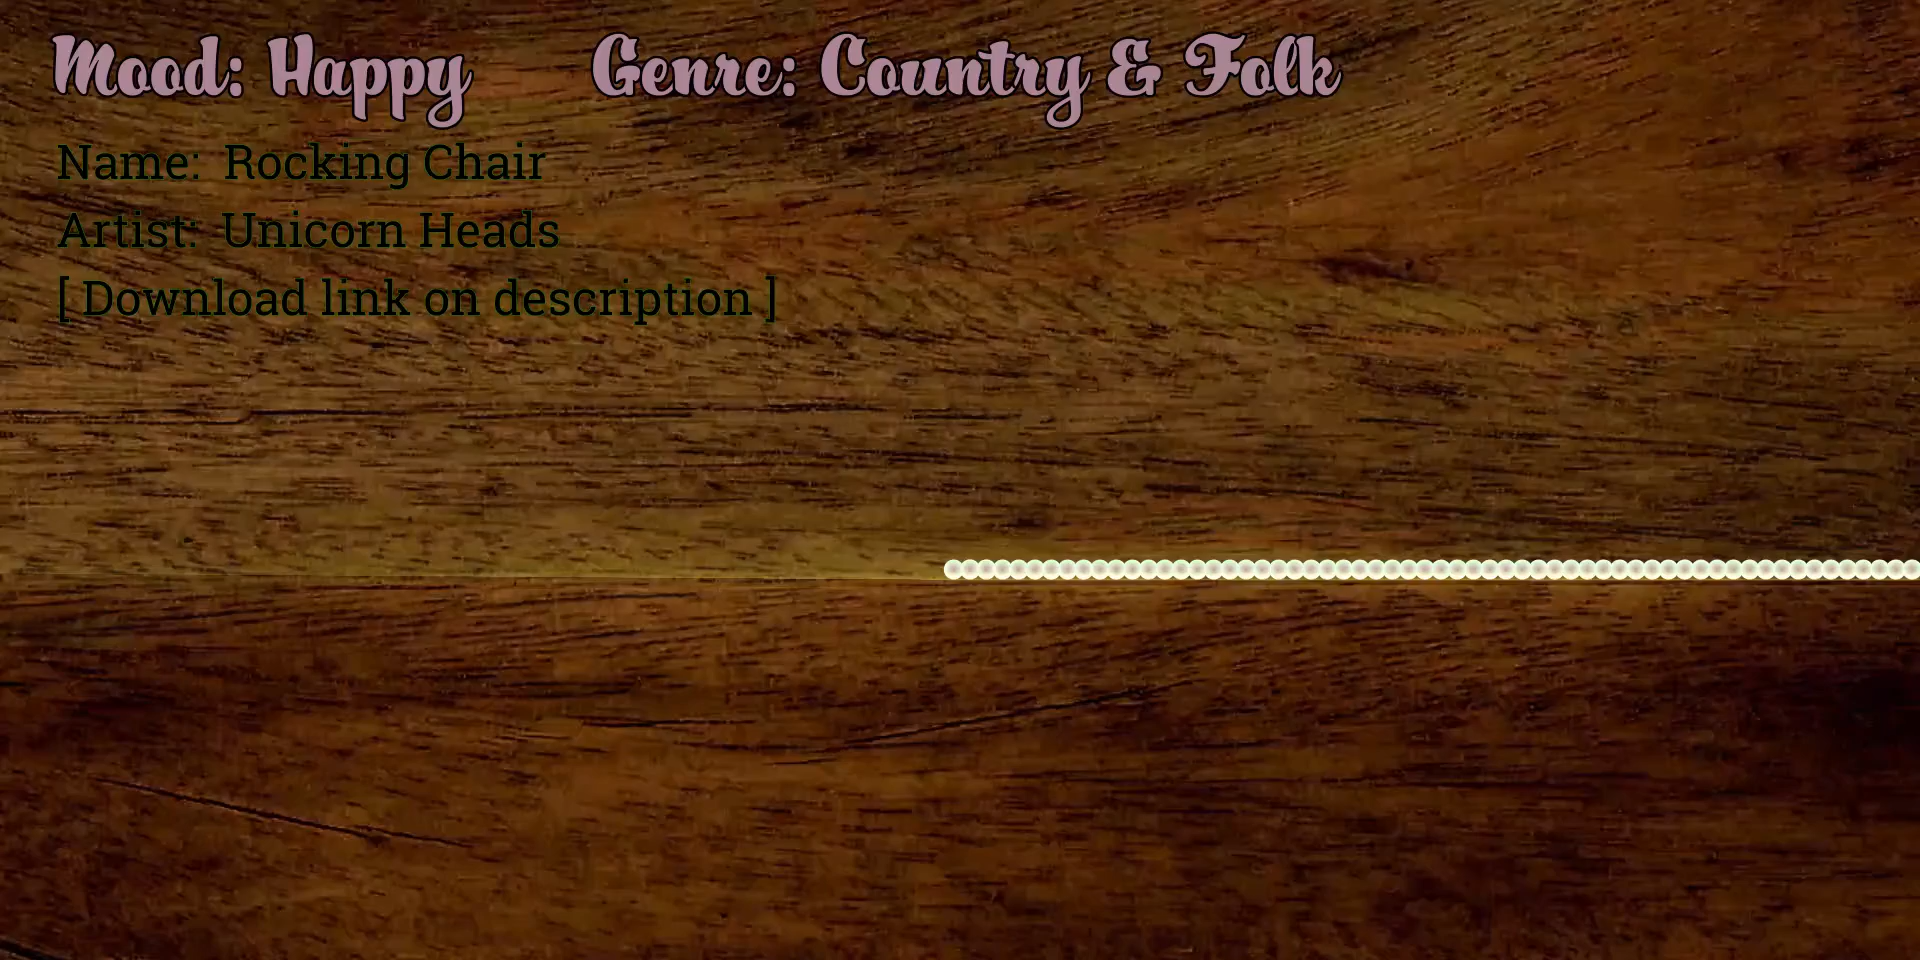 Mood: Happy Genre: Country & Folk
Name: Rocking Chair
Artist: Unicorn Heads
[ Download link on description ]